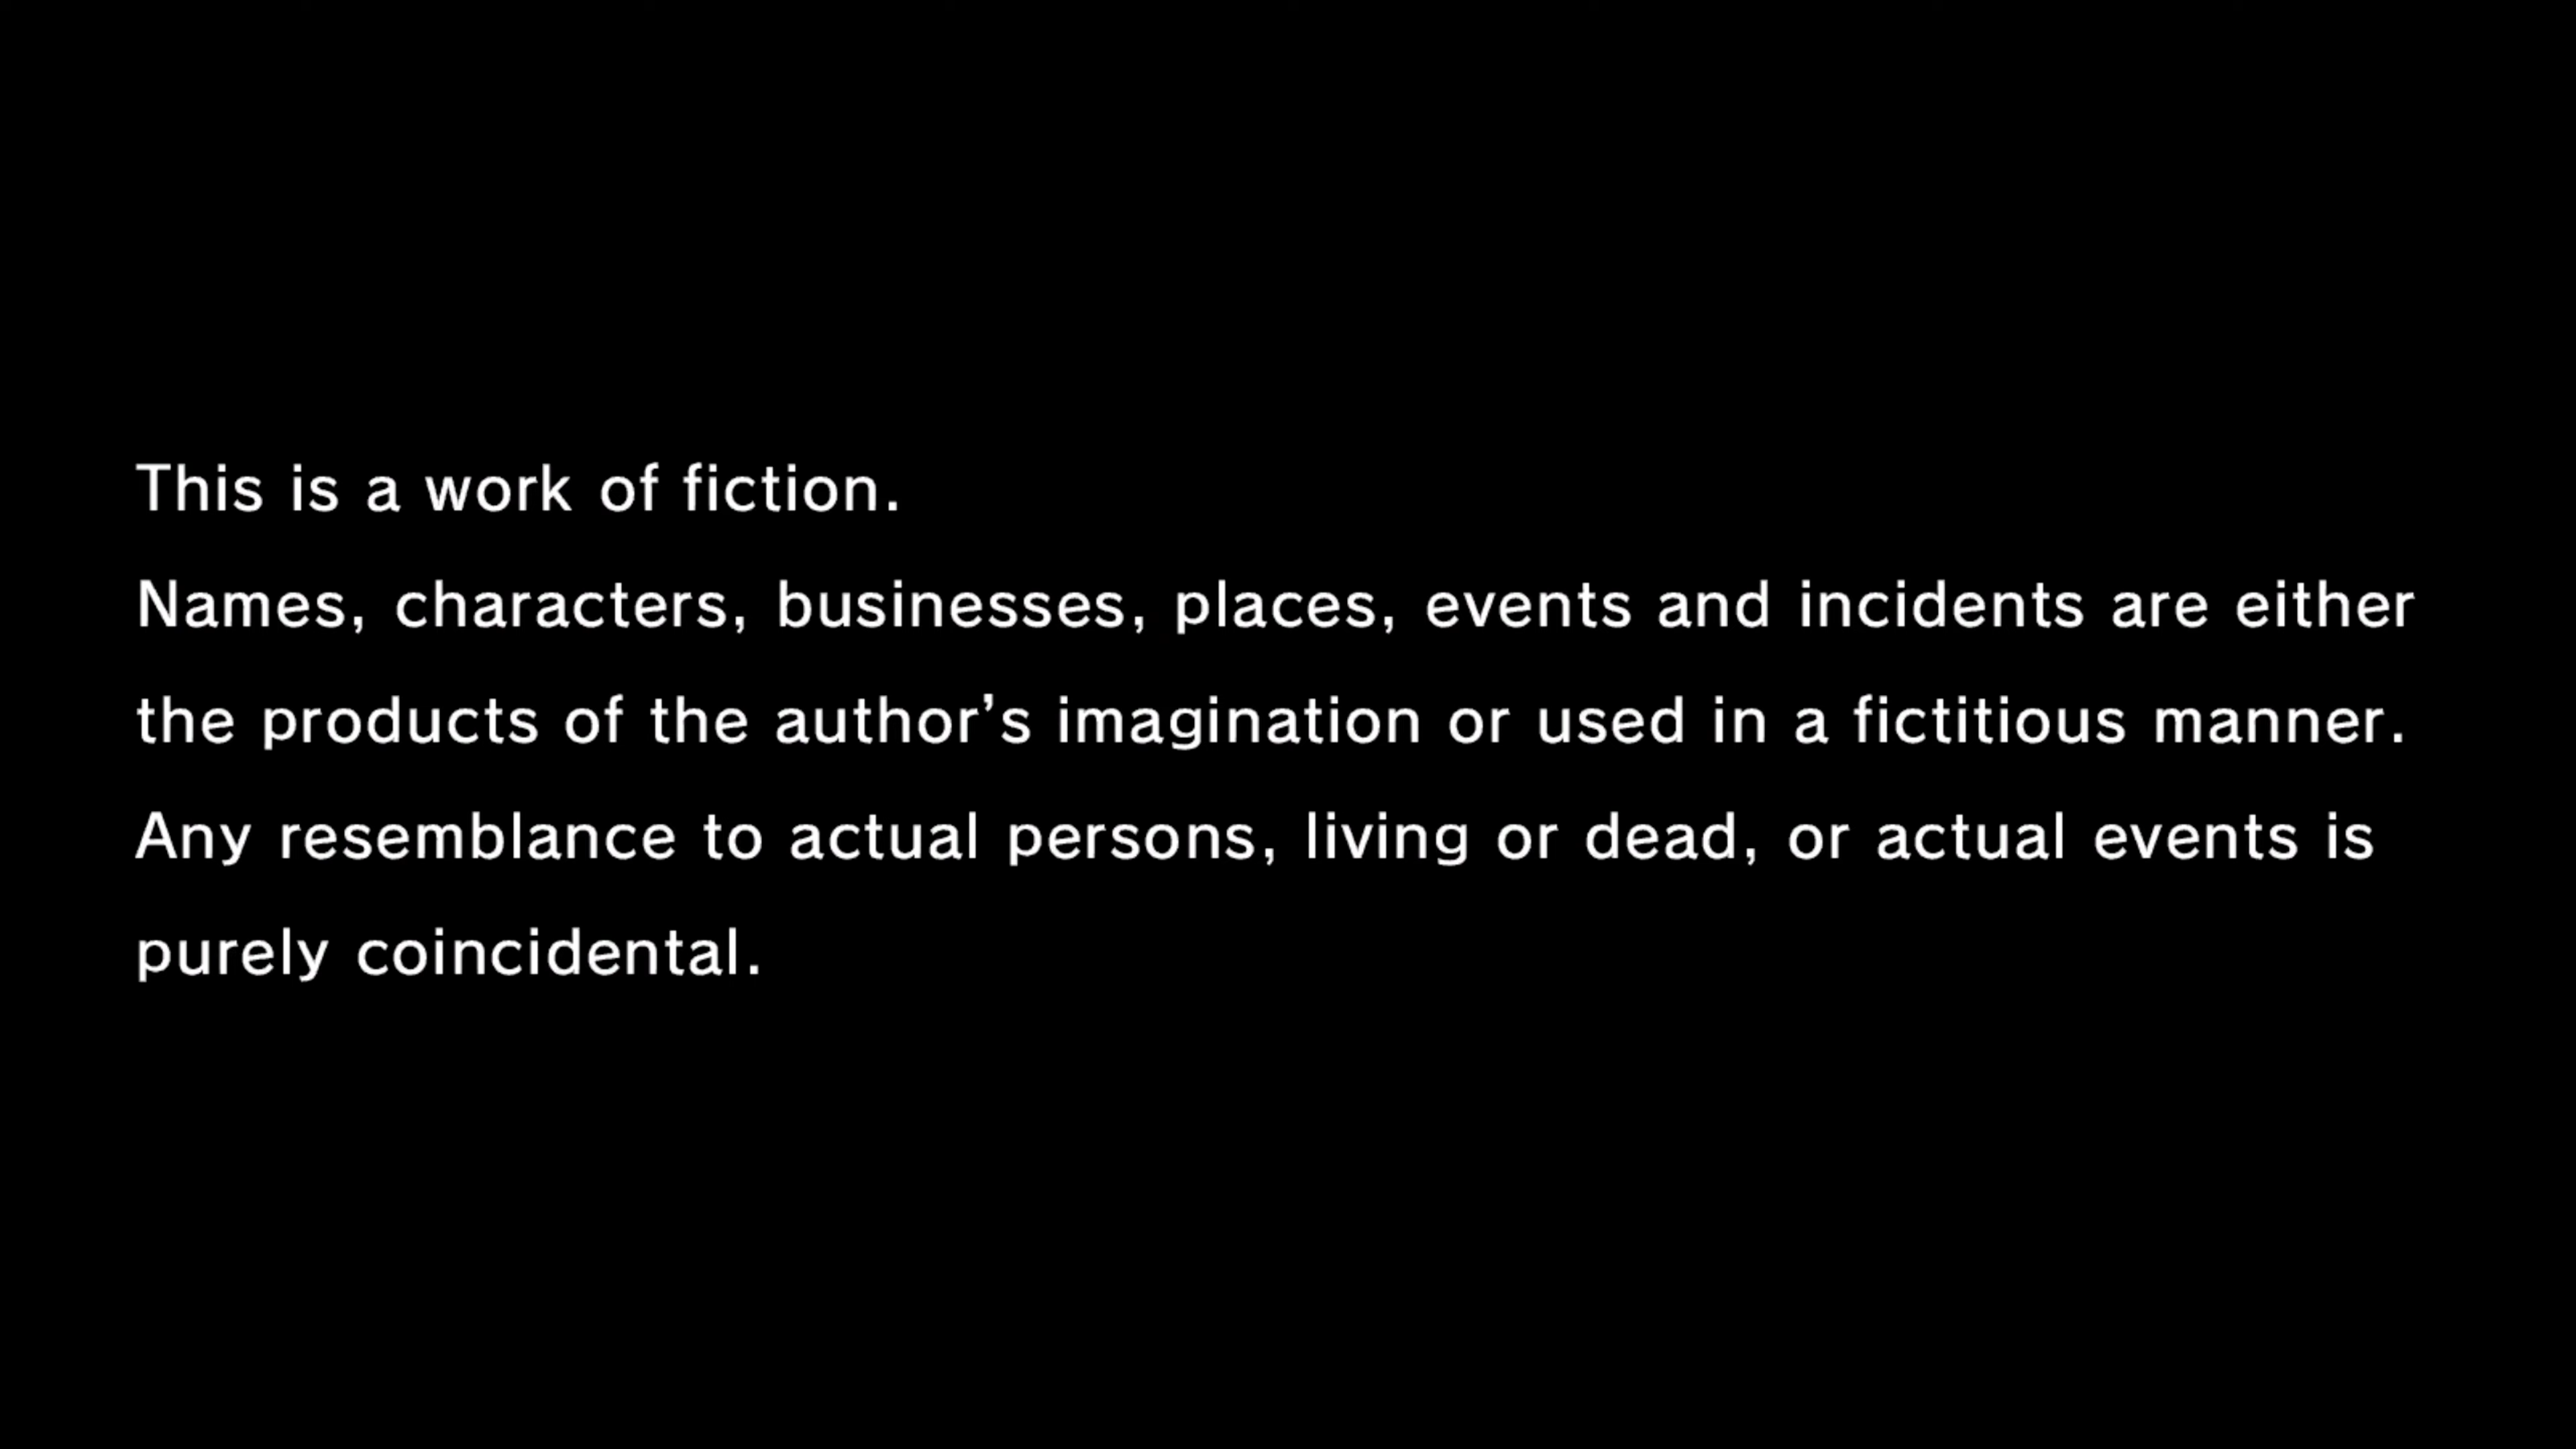 This is a work of fiction.
Names, characters, businesses, places, events and incidents are either
the products of the author’s imagination or used in a fictitious manner.
Any resemblance to actual persons, living or dead, or actual events is
purely coincidental.